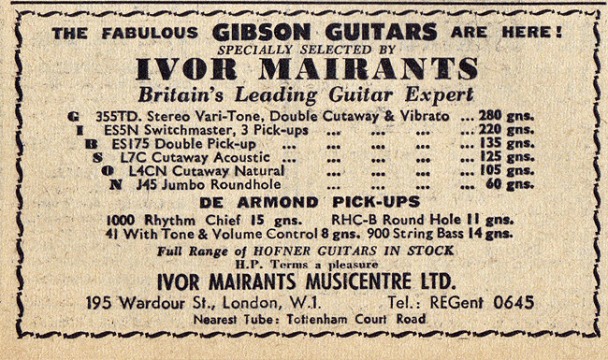 THE FABULOUS GIBSON GUITARS ARE HERE!
SPECIALLY SELECTED BY
IVOR MAIRANTS
Britain's Leading Guitar Expert
G 355TD. Stereo Vari-Tone, Double Cutaway & Vibrato ... 280 gns.
I ES5N Switchmaster, 3 Pick-ups ... ... ... ... 220 gns.
B ES175 Double Pick-up ... ... ... ... ... 135 gns.
S L7C Cutaway Acoustic ... ... ... ... ... 125 gns.
O L4CN Cutaway Natural ... ... ... ... 105 gns.
N J45 Jumbo Roundhole ... ... ... ... 60 gns.
DE ARMOND PICK-UPS
1000 Rhythm Chief 15 gns. RHC-B Round Hole 11 gns.
41 With Tone & Volume Control 8 gns. 900 String Bass 14 gns.
Full Range of HOFNER GUITARS IN STOCK
H.P. Terms a pleasure
IVOR MAIRANTS MUSICENTRE LTD.
195 Wardour St., London, W.1. Tel.: REGent 0645
Nearest Tube: Tottenham Court Road